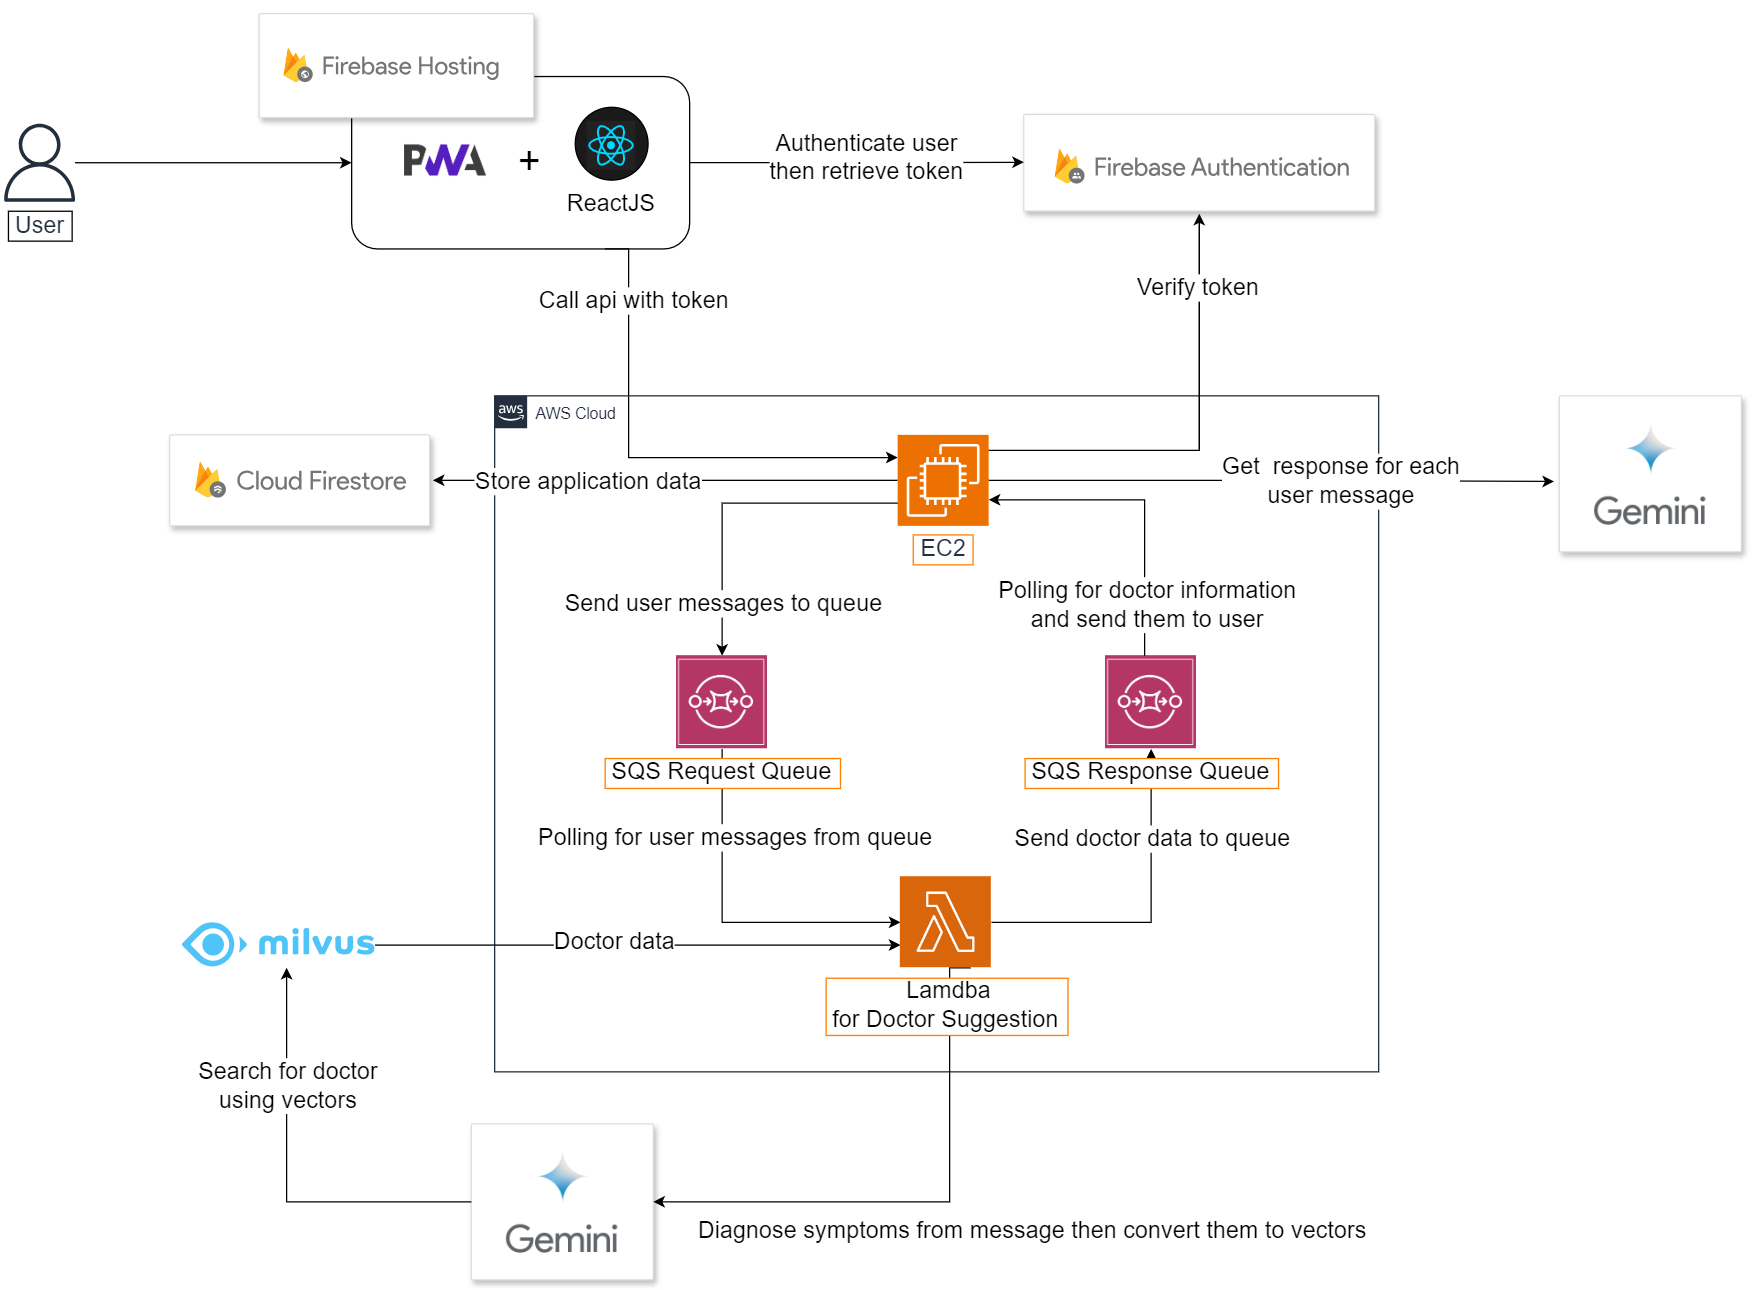 Firebase Hosting
PWA
+
ReactJS
User
Authenticate user
then retrieve token
Firebase Authentication
Call api with token
Verify token
aws
AWS Cloud
Cloud Firestore
Store application data
EC2
Get  response for each
user message
Gemini
Send user messages to queue
Polling for doctor information
and send them to user
SQS Request Queue
SQS Response Queue
Polling for user messages from queue
Send doctor data to queue
milvus
Doctor data
Lamdba
for Doctor Suggestion
Search for doctor
using vectors
Gemini
Diagnose symptoms from message then convert them to vectors